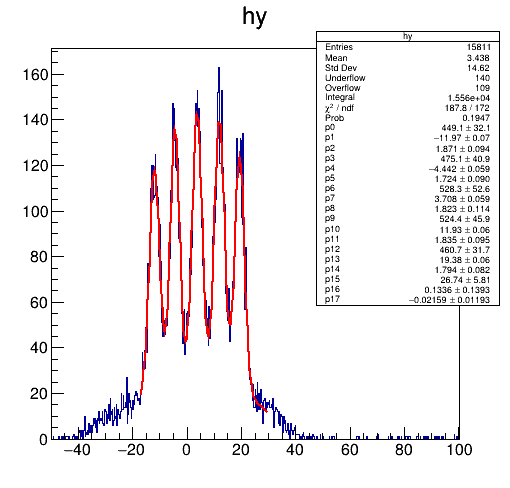 hy
hy
Entries 15811
Mean 3.438
Std Dev 14.62
Underflow 140
Overflow 109
Integral 1.556e+04
χ² / ndf 187.8 / 172
Prob 0.1947
p0 449.1 ± 32.1
p1 −11.97 ± 0.07
p2 1.871 ± 0.094
p3 475.1 ± 40.9
p4 −4.442 ± 0.059
p5 1.724 ± 0.090
p6 528.3 ± 52.6
p7 3.708 ± 0.059
p8 1.823 ± 0.114
p9 524.4 ± 45.9
p10 11.93 ± 0.06
p11 1.835 ± 0.095
p12 460.7 ± 31.7
p13 19.38 ± 0.06
p14 1.794 ± 0.082
p15 26.74 ± 5.81
p16 0.1336 ± 0.1393
p17 −0.02159 ± 0.01193
160
140
120
100
80
60
40
20
0
−40 −20 0 20 40 60 80 100